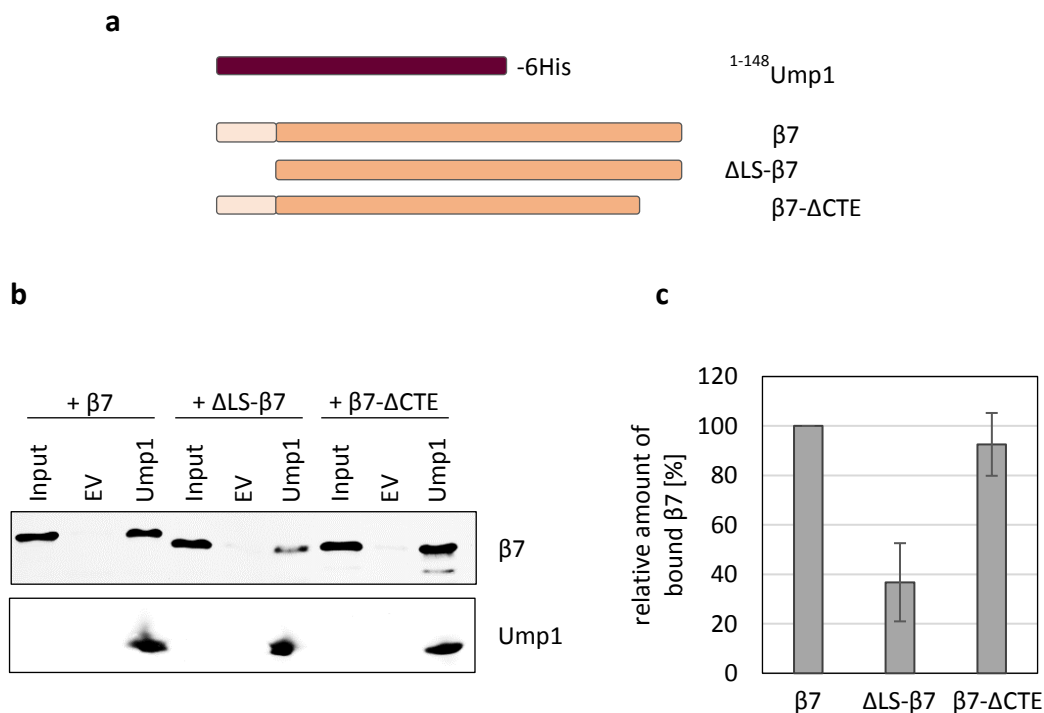 a
-6His
1-148Ump1
β7
ΔLS-β7
β7-ΔCTE
b
+ β7
+ ΔLS-β7
+ β7-ΔCTE
Input
EV
Ump1
Input
EV
Ump1
Input
EV
Ump1
β7
Ump1
c
relative amount of
bound β7 [%]
120
100
80
60
40
20
0
β7
ΔLS-β7
β7-ΔCTE